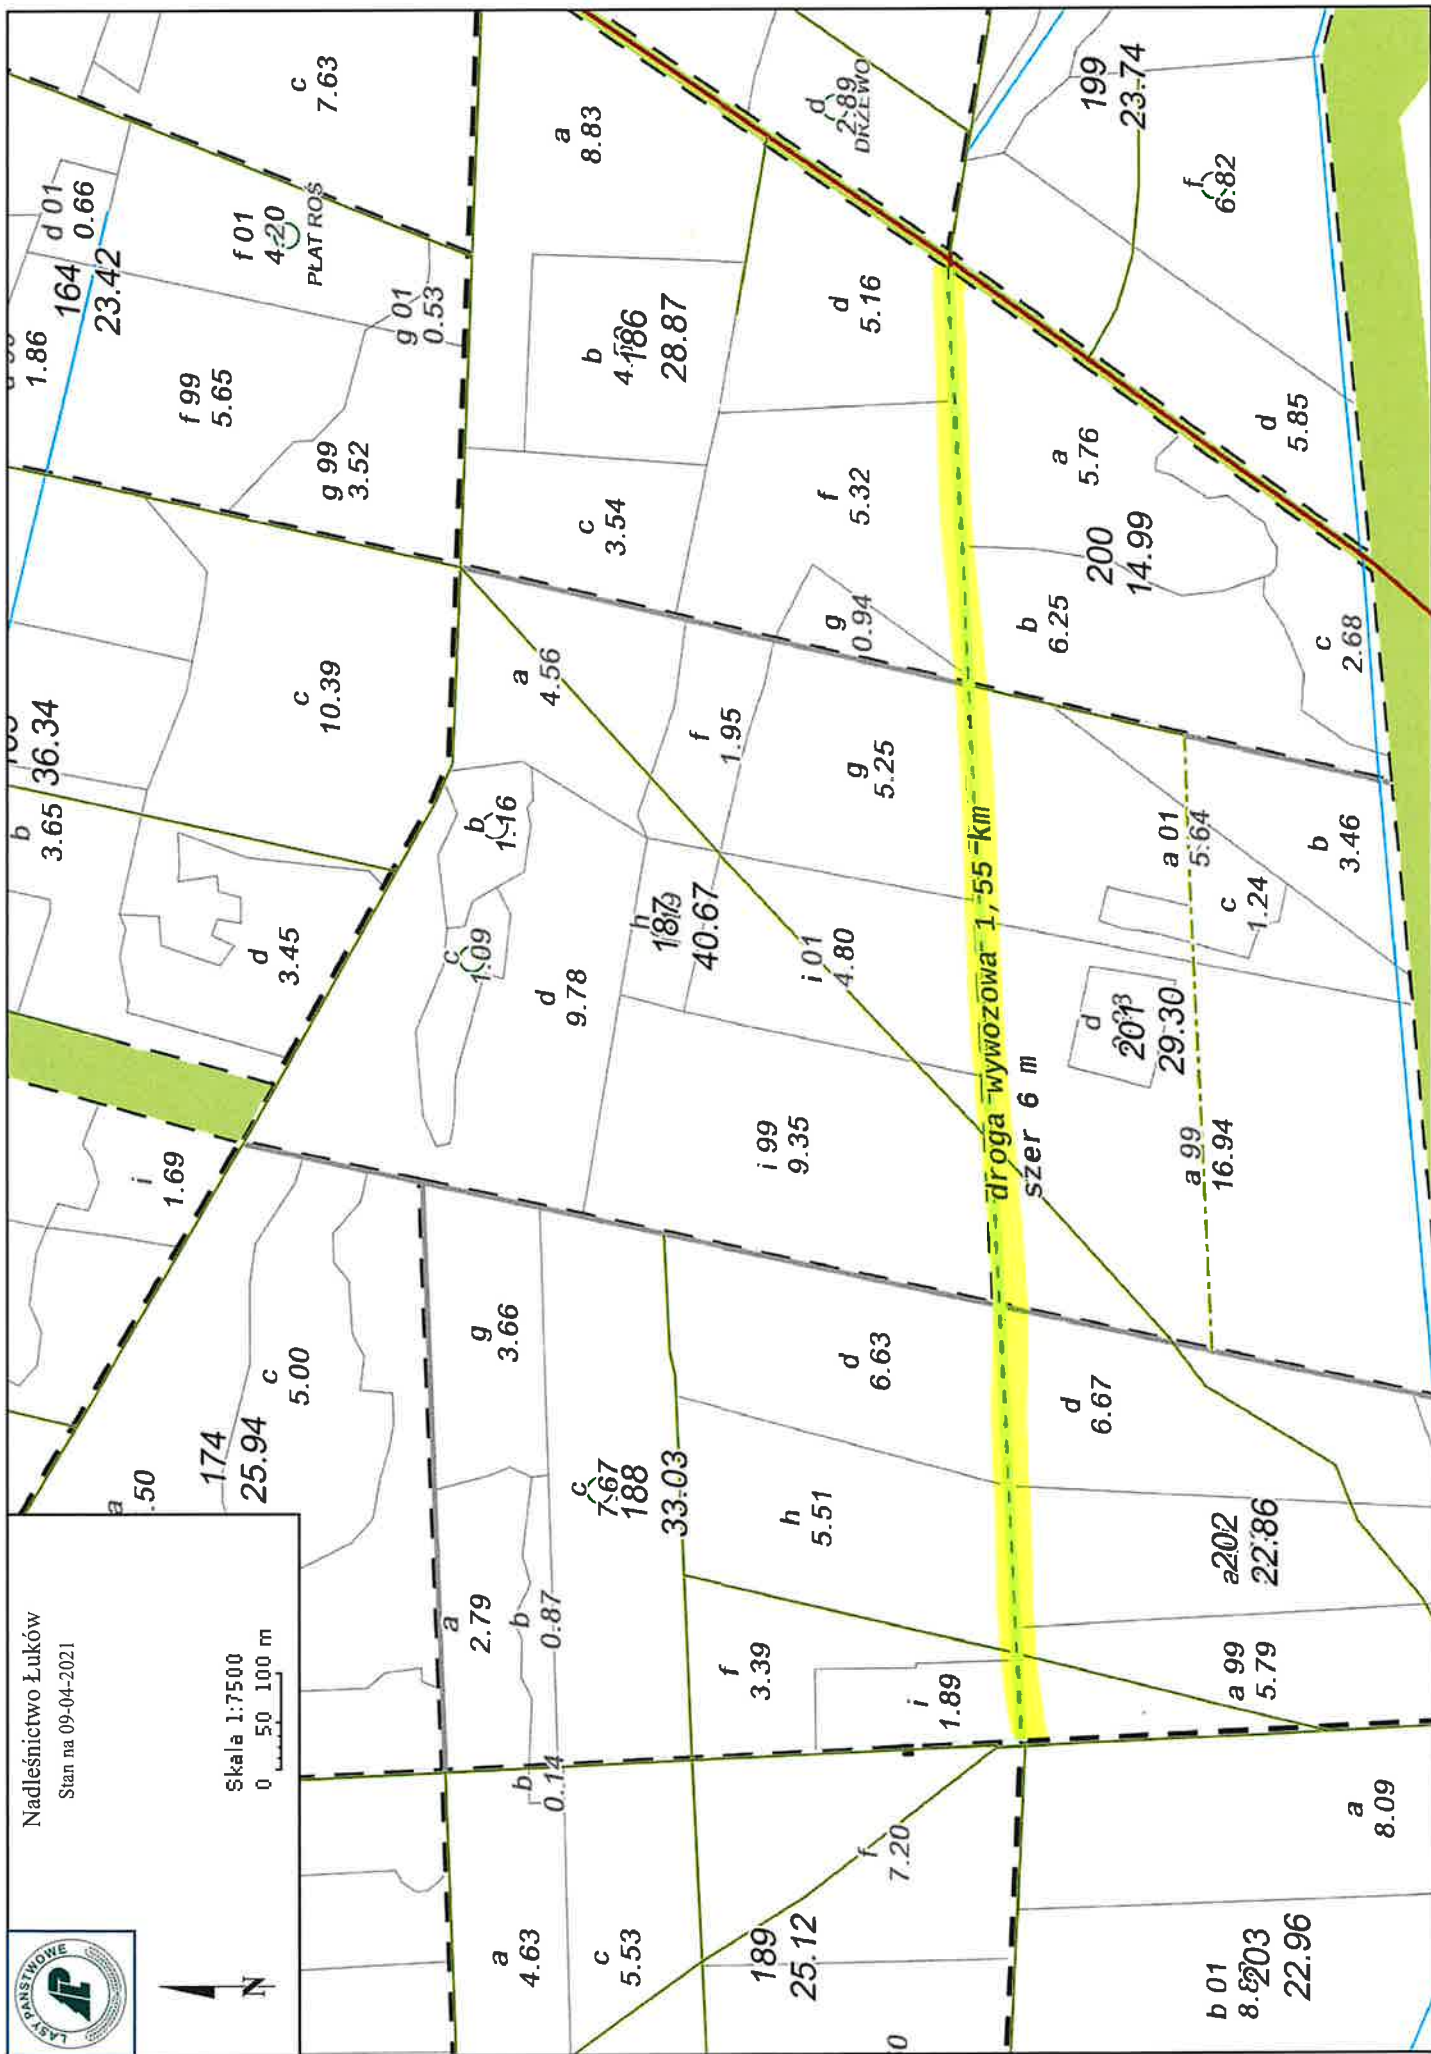 Nadleśnictwo Łuków
Stan na 09-04-2021
Skala 1:7500
0 50 100 m
LASY PAŃSTWOWE
N
a
.50
174
25.94
c
5.00
i
1.69
d
3.45
b
3.65
36.34
c
10.39
1.86
164
23.42
d 01
0.66
f 99
5.65
g 99
3.52
f 01
4.20
PŁAT ROŚ
g 01
0.53
c
7.63
a
4.63
c
5.53
b
0.14
a
2.79
b
0.87
g
3.66
c
7.67
188
33.03
c
1.09
b
1.16
d
9.78
a
4.56
h
187
40.67
f
1.95
c
3.54
b
186
28.87
a
8.83
189
25.12
f
7.20
f
3.39
i
1.89
h
5.51
d
6.63
i 99
9.35
i 01
4.80
g
5.25
g
0.94
f
5.32
d
5.16
d
2.89
DRZEWO
droga wywozowa 1,55 km
szer 6 m
b 01
203
22.96
a
8.09
a 99
5.79
a
202
22.86
d
6.67
a 99
16.94
d
201
29.30
a 01
5.64
c
1.24
b
3.46
b
6.25
200
14.99
a
5.76
c
2.68
d
5.85
f
6.82
199
23.74